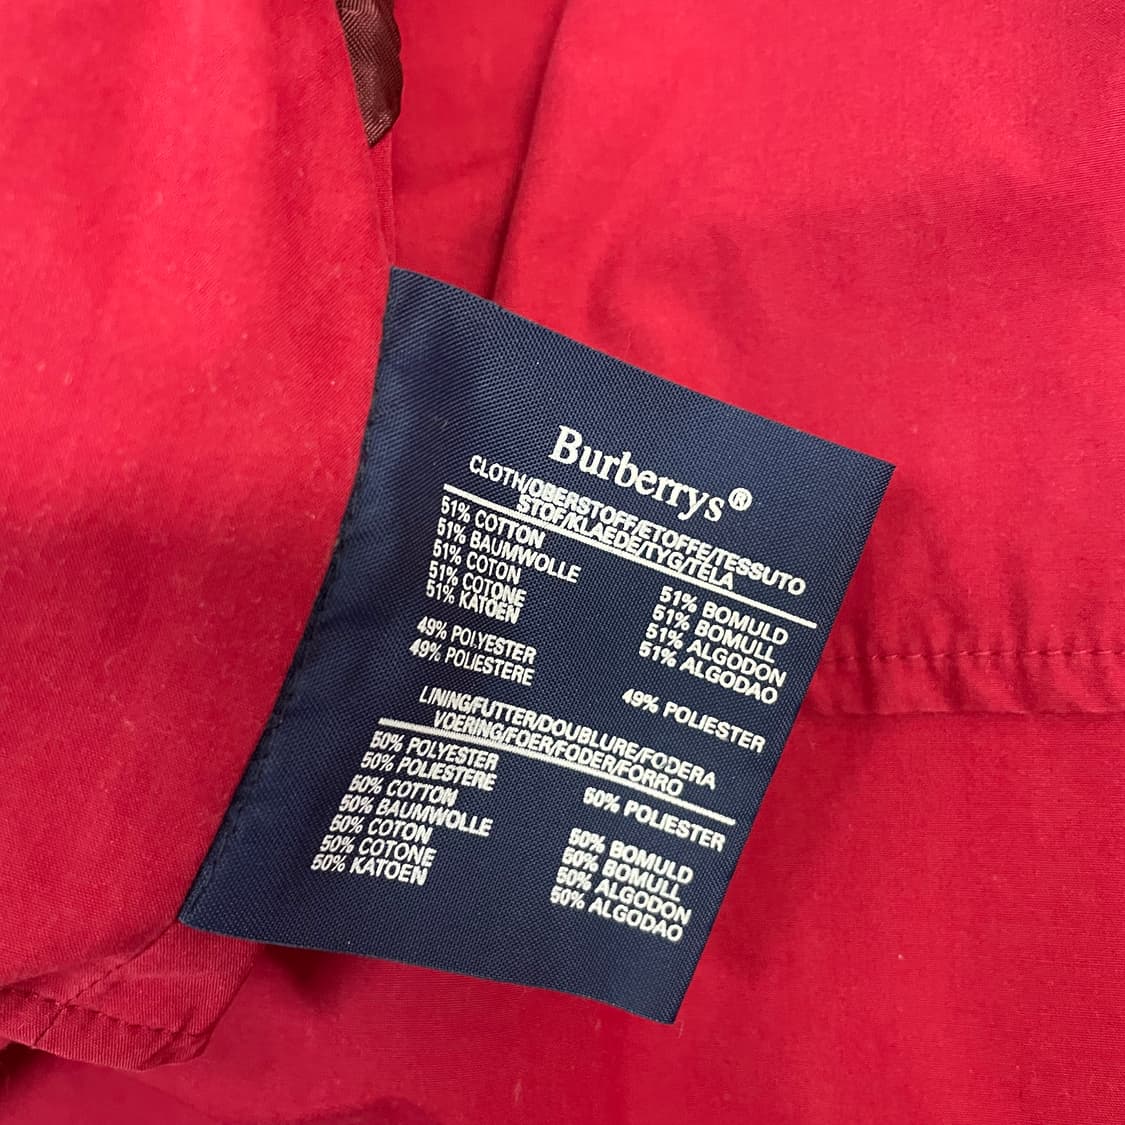 Burberrys®
CLOTH/OBERSTOFF/ETOFFE/TESSUTO
STOF/KLAEDE/TYG/TELA
51% COTTON
51% BAUMWOLLE
51% COTON
51% COTONE
51% KATOEN
51% BOMULD
51% BOMULL
51% ALGODON
51% ALGODAO
49% POLYESTER
49% POLIESTERE
49% POLIESTER
LINING/FUTTER/DOUBLURE/FODERA
VOERING/FOER/FODER/FORRO
50% POLYESTER
50% POLIESTERE
50% POLIESTER
50% COTTON
50% BAUMWOLLE
50% COTON
50% COTONE
50% KATOEN
50% BOMULD
50% BOMULL
50% ALGODON
50% ALGODAO